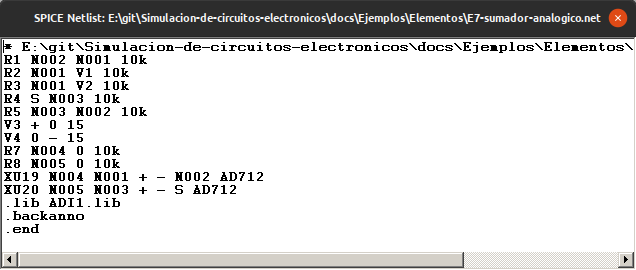 SPICE Netlist: E:\git\Simulacion-de-circuitos-electronicos\docs\Ejemplos\Elementos\E7-sumador-analogico.net
* E:\git\Simulacion-de-circuitos-electronicos\docs\Ejemplos\Elementos\
R1 N002 N001 10k
R2 N001 V1 10k
R3 N001 V2 10k
R4 S N003 10k
R5 N003 N002 10k
V3 + 0 15
V4 0 - 15
R7 N004 0 10k
R8 N005 0 10k
XU19 N004 N001 + - N002 AD712
XU20 N005 N003 + - S AD712
.lib ADI1.lib
.backanno
.end